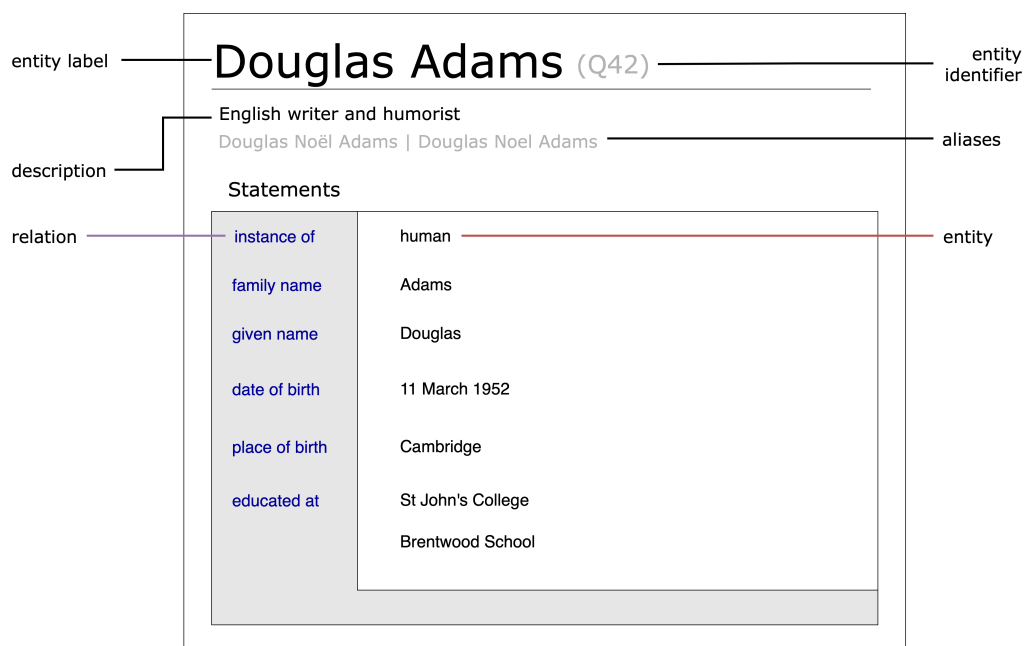 entity label
Douglas Adams (Q42)
entity identifier
English writer and humorist
description
Douglas Noël Adams | Douglas Noel Adams
aliases
Statements
relation
instance of
human
entity
family name
Adams
given name
Douglas
date of birth
11 March 1952
place of birth
Cambridge
educated at
St John's College
Brentwood School